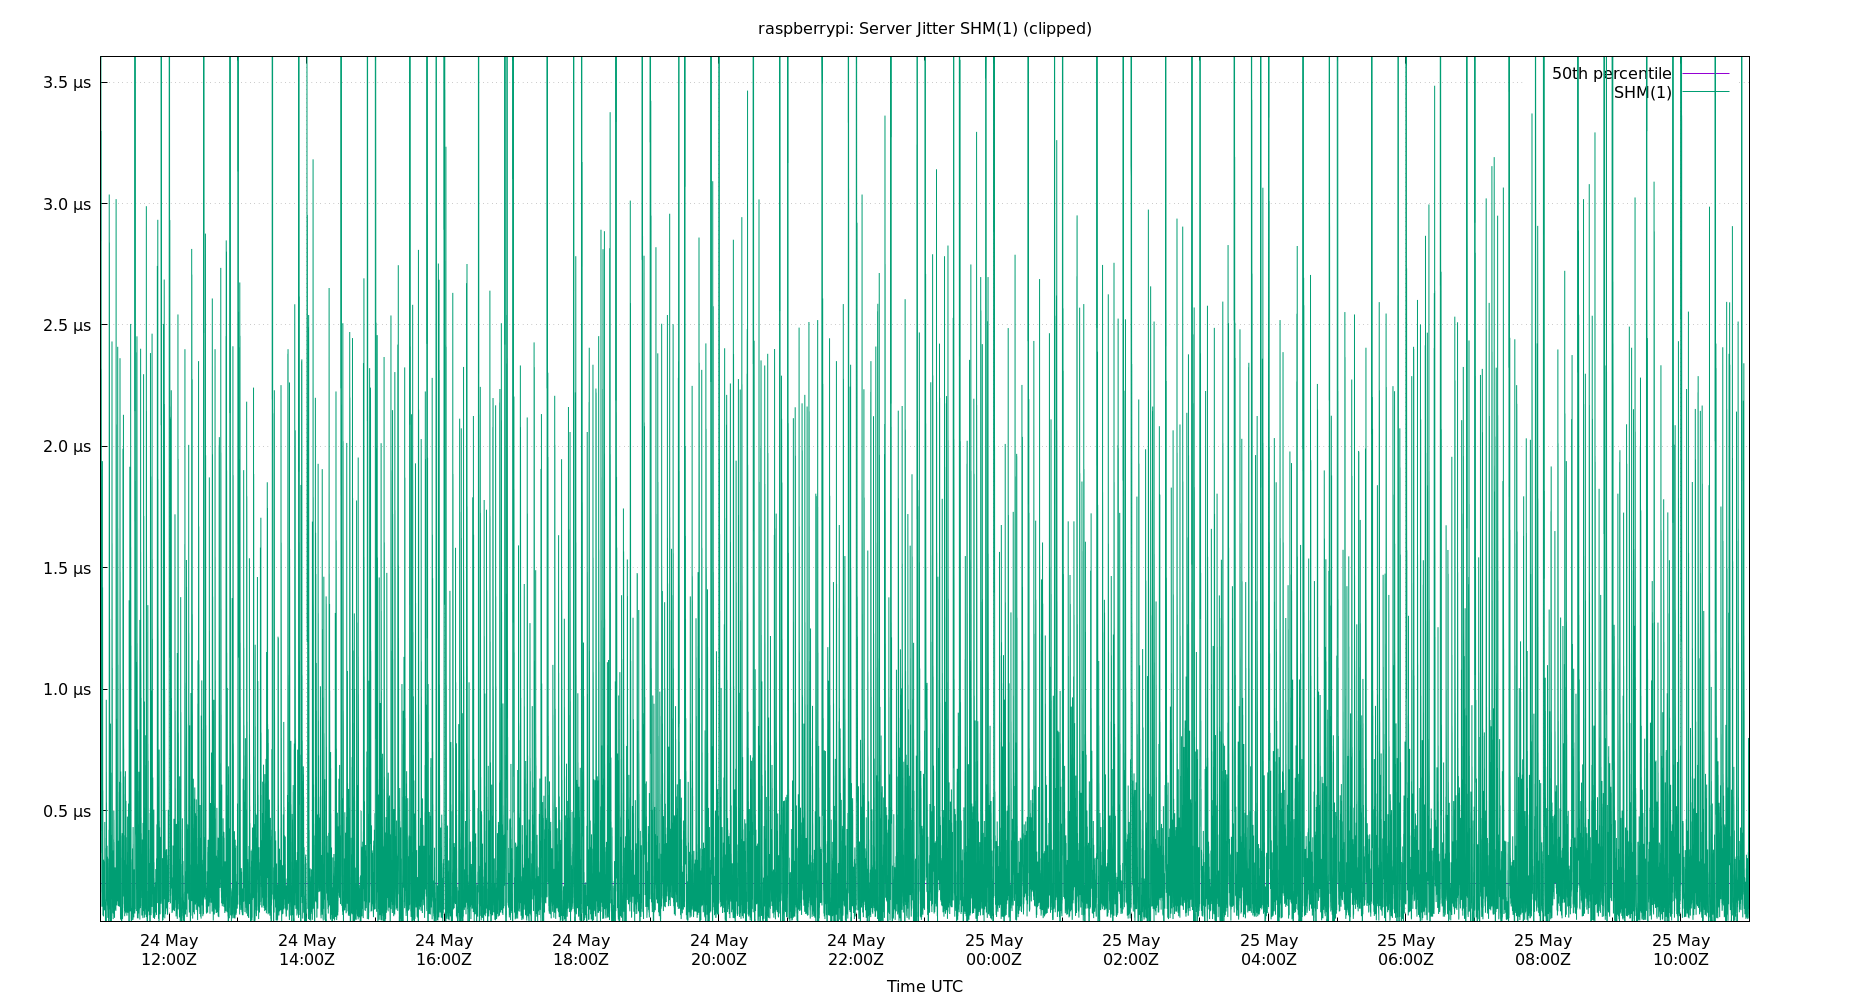 raspberrypi: Server Jitter SHM(1) (clipped)
50th percentile
SHM(1)
3.5 µs
3.0 µs
2.5 µs
2.0 µs
1.5 µs
1.0 µs
0.5 µs
24 May 24 May 24 May 24 May 24 May 24 May 25 May 25 May 25 May 25 May 25 May 25 May
12:00Z 14:00Z 16:00Z 18:00Z 20:00Z 22:00Z 00:00Z 02:00Z 04:00Z 06:00Z 08:00Z 10:00Z
Time UTC